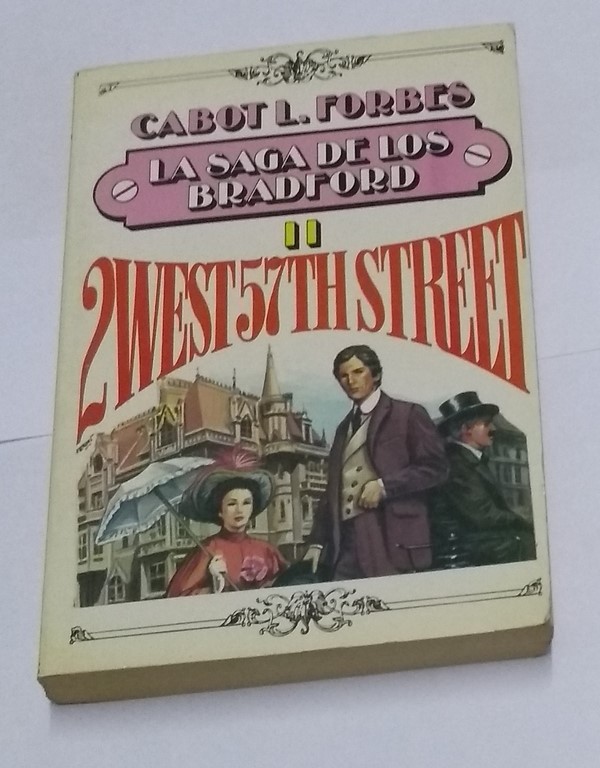 CABOT L. FORBES
LA SAGA DE LOS
BRADFORD
II
2 WEST 57TH STREET